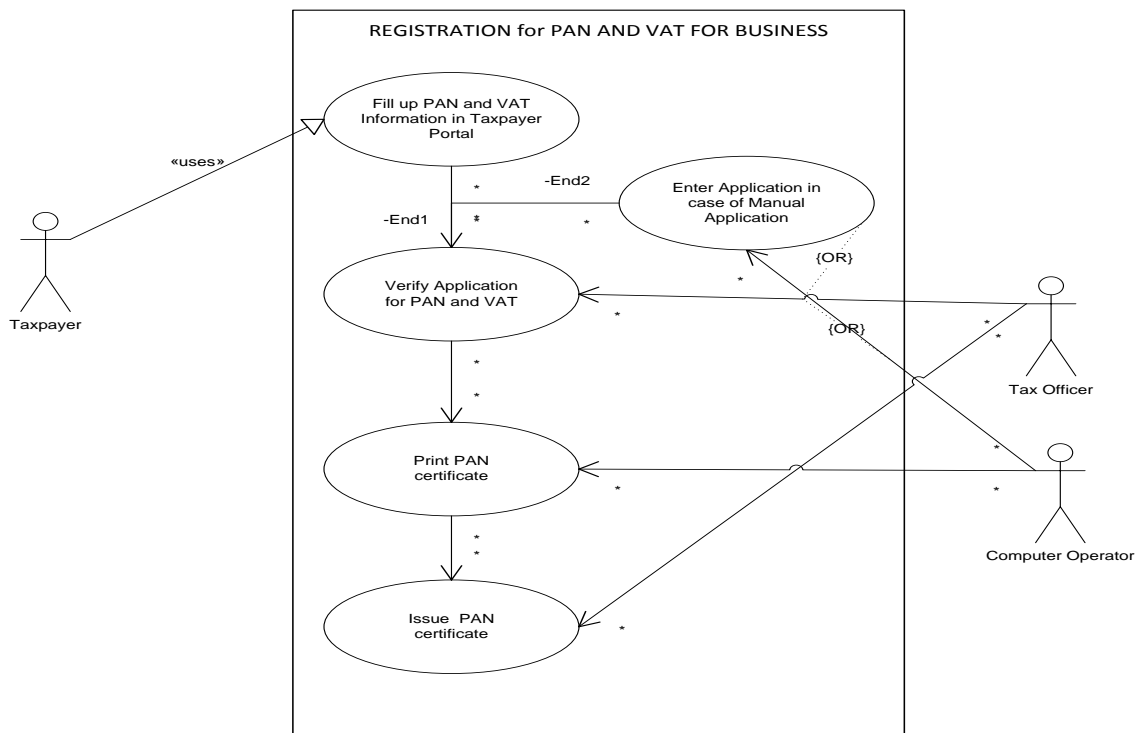 REGISTRATION for PAN AND VAT FOR BUSINESS
Fill up PAN and VAT
Information in Taxpayer
Portal
«uses»
*
-End2
Enter Application in
case of Manual
Application
-End1
*
*
*
{OR}
Verify Application
for PAN and VAT
*
*
{OR}
*
*
Taxpayer
Tax Officer
*
*
Print PAN
certificate
*
*
*
Computer Operator
*
*
Issue PAN
certificate
*